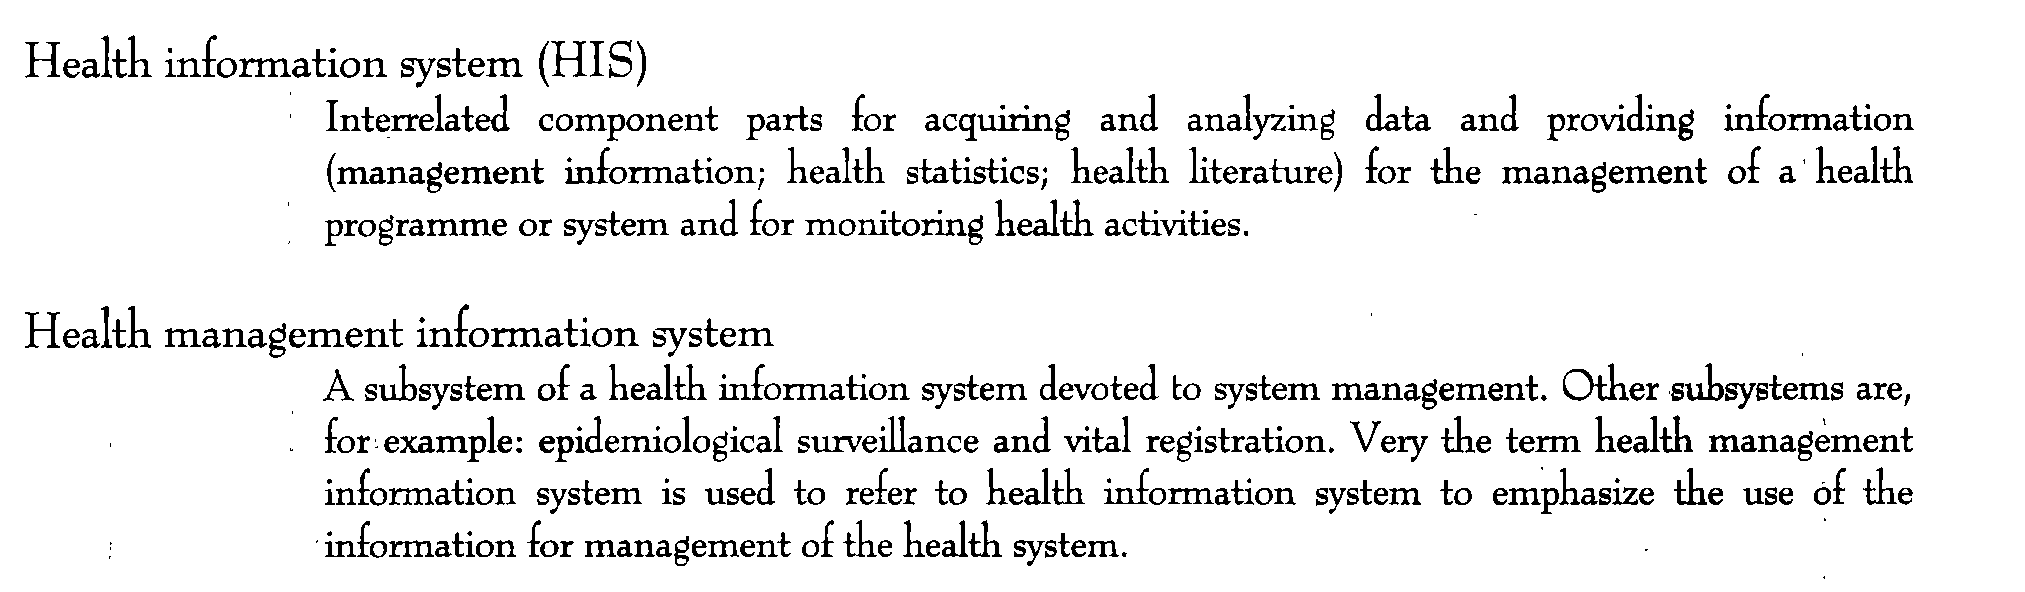 Health information system (HIS)
Interrelated component parts for acquiring and analyzing data and providing information
(management information; health statistics; health literature) for the management of a health
programme or system and for monitoring health activities.
Health management information system
A subsystem of a health information system devoted to system management. Other subsystems are,
for example: epidemiological surveillance and vital registration. Very the term health management
information system is used to refer to health information system to emphasize the use of the
information for management of the health system.